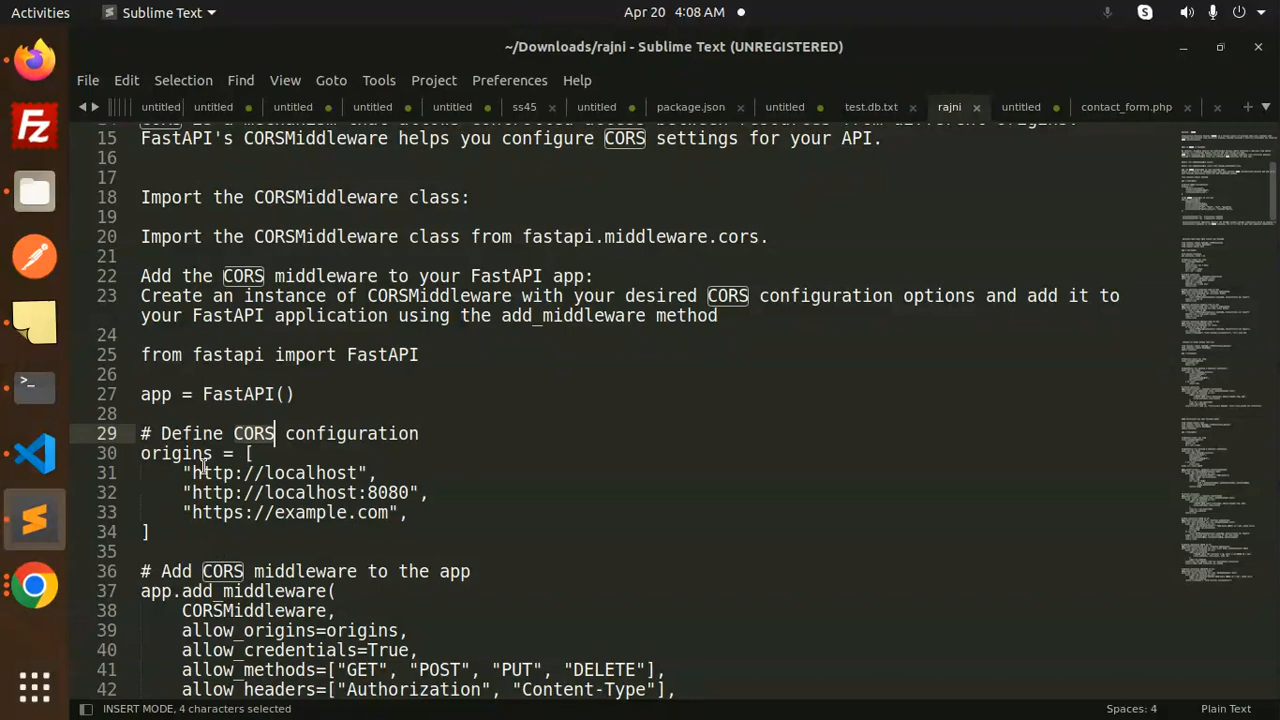 Activities
Sublime Text
Apr 20 4:08 AM
~/Downloads/rajni - Sublime Text (UNREGISTERED)
File Edit Selection Find View Goto Tools Project Preferences Help
untitled untitled untitled untitled untitled ss45 untitled package.json untitled test.db.txt rajni untitled contact_form.php
15 FastAPI's CORSMiddleware helps you configure CORS settings for your API.
16
17
18 Import the CORSMiddleware class:
19
20 Import the CORSMiddleware class from fastapi.middleware.cors.
21
22 Add the CORS middleware to your FastAPI app:
23 Create an instance of CORSMiddleware with your desired CORS configuration options and add it to
your FastAPI application using the add_middleware method
24
25 from fastapi import FastAPI
26
27 app = FastAPI()
28
29 # Define CORS configuration
30 origins = [
31 "http://localhost",
32 "http://localhost:8080",
33 "https://example.com",
34 ]
35
36 # Add CORS middleware to the app
37 app.add_middleware(
38 CORSMiddleware,
39 allow_origins=origins,
40 allow_credentials=True,
41 allow_methods=["GET", "POST", "PUT", "DELETE"],
42 allow_headers=["Authorization", "Content-Type"],
INSERT MODE, 4 characters selected
Spaces: 4
Plain Text